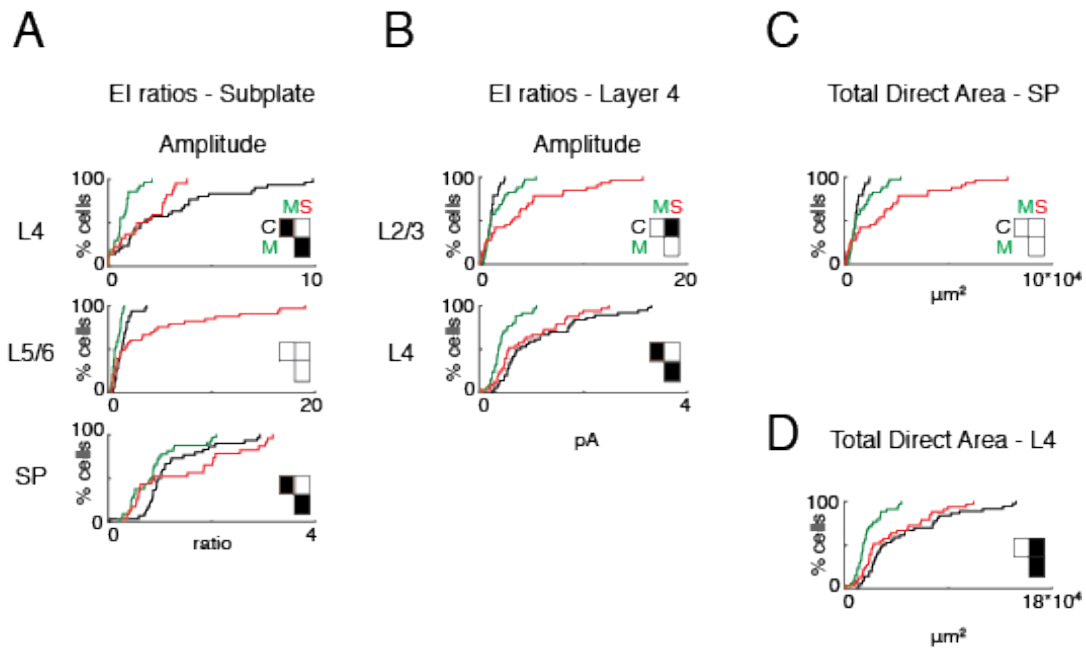 A
B
C
EI ratios - Subplate
EI ratios - Layer 4
Total Direct Area - SP
Amplitude
Amplitude
L4
% cells
100
0
0
10
MS
C
M
L2/3
% cells
100
0
0
20
MS
C
M
% cells
100
0
0
10*10⁴
MS
C
M
µm²
L5/6
% cells
100
0
0
20
L4
% cells
100
0
0
4
pA
SP
% cells
100
0
0
4
ratio
D
Total Direct Area - L4
% cells
100
0
0
18*10⁴
µm²